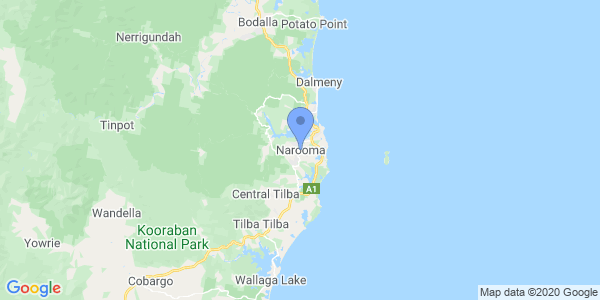 Bodalla
Potato Point
Nerrigundah
Dalmeny
Tinpot
Narooma
A1
Central Tilba
Wandella
Tilba Tilba
Kooraban
National Park
Yowrie
Cobargo
Wallaga Lake
Google
Map data ©2020 Google